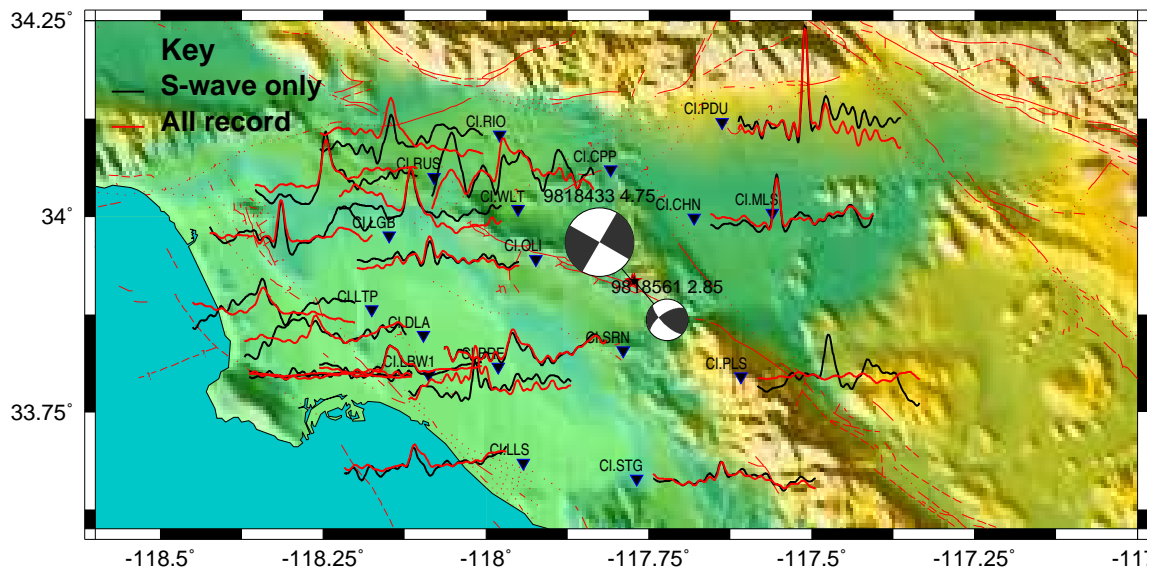 34.25°
Key
S-wave only
All record
CI.PDU
CI.RIO
CI.CPP
CI.RUS
9818433 4.75
CI.WLT
CI.CHN
CI.MLS
34°
CI.LGB
CI.OLI
9818561 2.85
CI.LTP
CI.DLA
CI.SRN
CI.LBW1
CI.PLS
33.75°
CI.LLS
CI.STG
-118.5°
-118.25°
-118°
-117.75°
-117.5°
-117.25°